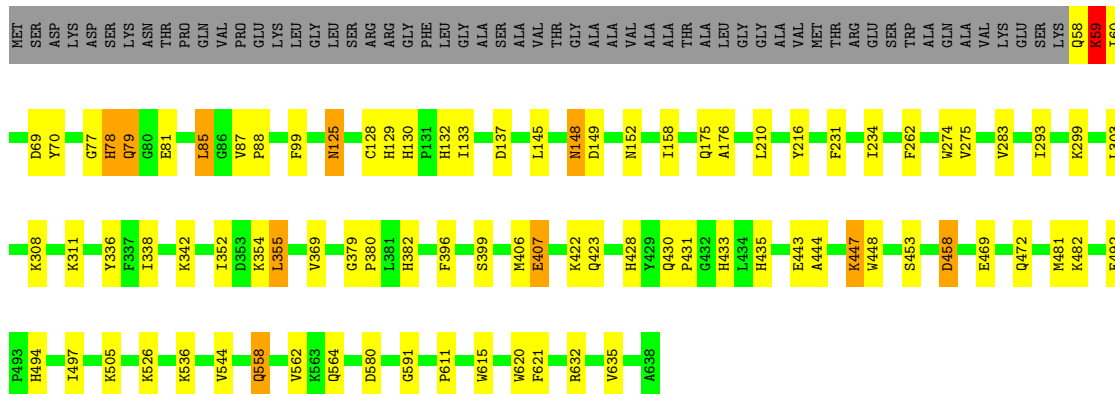 MET SER ASP LYS ASP SER LYS ASN THR PRO GLN VAL PRO GLU LYS LEU GLY LEU SER ARG ARG GLY PHE LEU GLY ALA SER ALA VAL THR GLY ALA ALA VAL ALA ALA THR ALA LEU GLY GLY ALA VAL MET THR ARG GLU SER TRP ALA GLN ALA VAL LYS GLU SER LYS Q58 K59 I60
D69 Y70 G77 H78 Q79 G80 E81 L85 G86 V87 P88 F99 N125 C128 H129 H130 P131 H132 I133 D137 L145 N148 D149 N152 I158 Q175 A176 L210 Y216 F231 I234 F262 W274 V275 V283 I293 K299
K308 K311 Y336 F337 I338 K342 I352 D353 K354 L355 V369 G379 P380 L381 H382 F396 S399 M406 E407 K422 Q423 H428 Y429 Q430 P431 G432 H433 L434 H435 E443 A444 K447 W448 S453 D458 E469 Q472 M481 K482
P493 H494 I497 K505 K526 K536 V544 Q558 V562 K563 Q564 D580 G591 P611 W615 W620 F621 R632 V635 A638